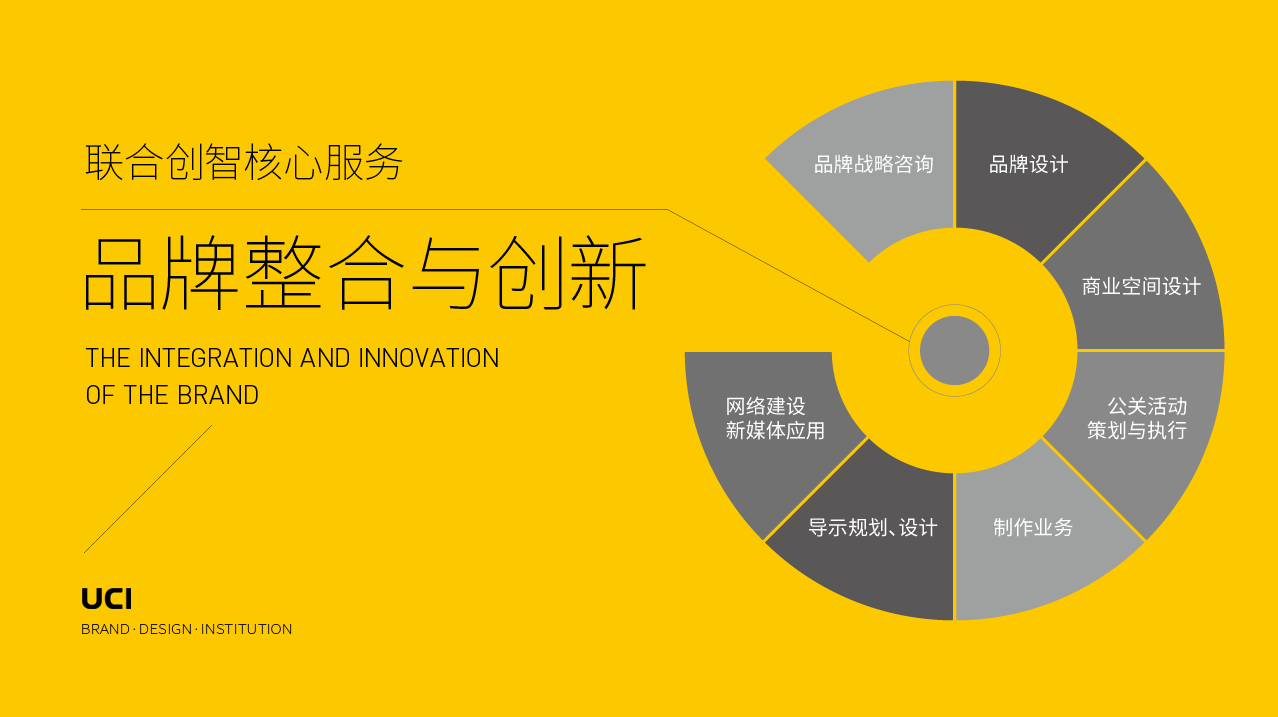 联合创智核心服务
品牌整合与创新
THE INTEGRATION AND INNOVATION
OF THE BRAND
UCI
BRAND · DESIGN · INSTITUTION
品牌战略咨询
品牌设计
商业空间设计
公关活动
策划与执行
制作业务
导示规划、设计
网络建设
新媒体应用